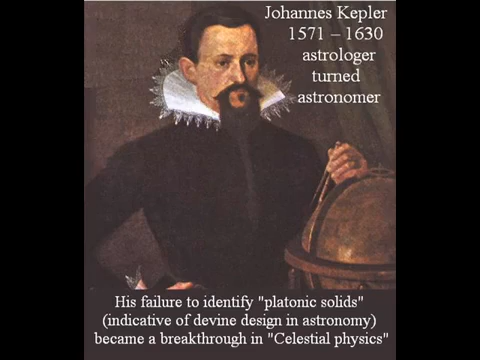 Johannes Kepler
1571 – 1630
astrologer
turned
astronomer
His failure to identify "platonic solids"
(indicative of devine design in astronomy)
became a breakthrough in "Celestial physics"